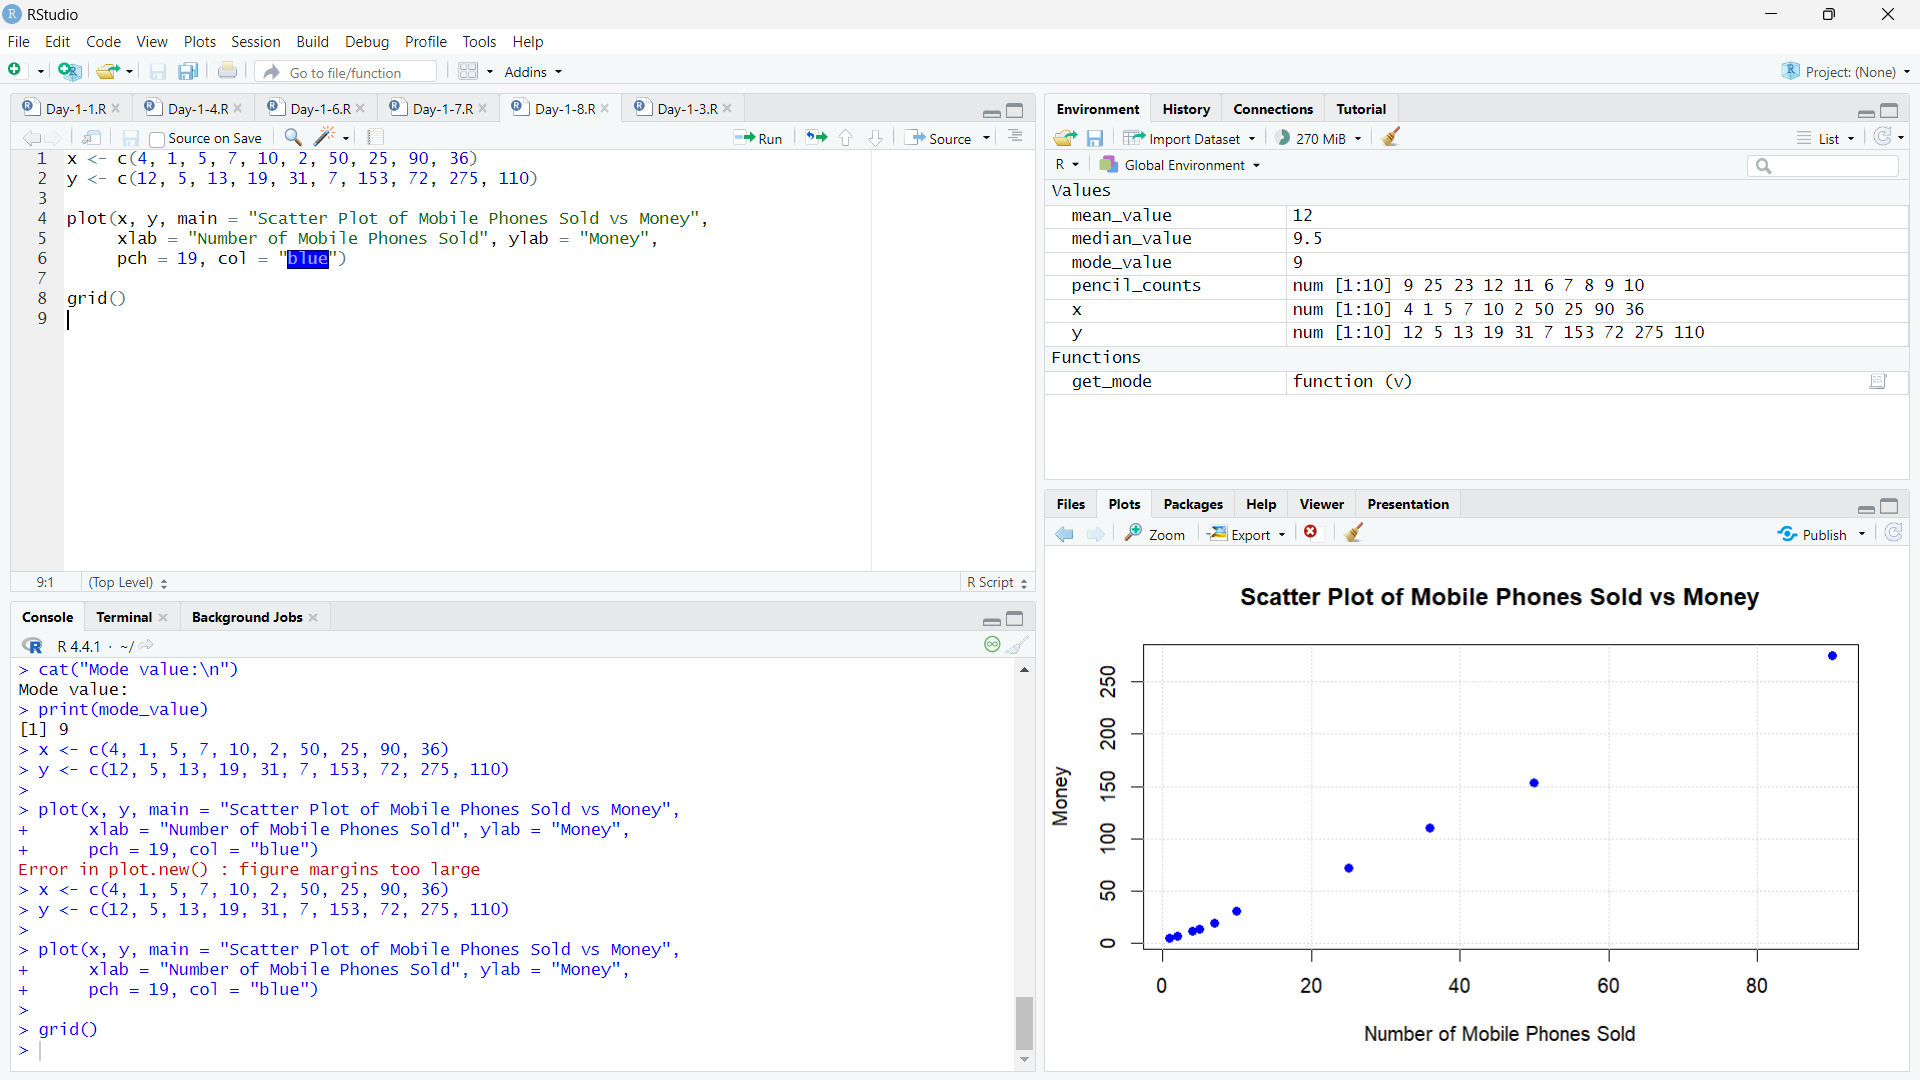 RStudio
File Edit Code View Plots Session Build Debug Profile Tools Help
Go to file/function Addins Project: (None)
Day-1-1.R Day-1-4.R Day-1-6.R Day-1-7.R Day-1-8.R Day-1-3.R
Source on Save Run Source
1 x <- c(4, 1, 5, 7, 10, 2, 50, 25, 90, 36)
2 y <- c(12, 5, 13, 19, 31, 7, 153, 72, 275, 110)
3
4 plot(x, y, main = "Scatter Plot of Mobile Phones Sold vs Money",
5      xlab = "Number of Mobile Phones Sold", ylab = "Money",
6      pch = 19, col = "blue")
7
8 grid()
9
9:1 (Top Level) R Script
Console Terminal Background Jobs
R 4.4.1 · ~/
> cat("Mode value:\n")
Mode value:
> print(mode_value)
[1] 9
> x <- c(4, 1, 5, 7, 10, 2, 50, 25, 90, 36)
> y <- c(12, 5, 13, 19, 31, 7, 153, 72, 275, 110)
>
> plot(x, y, main = "Scatter Plot of Mobile Phones Sold vs Money",
+      xlab = "Number of Mobile Phones Sold", ylab = "Money",
+      pch = 19, col = "blue")
Error in plot.new() : figure margins too large
> x <- c(4, 1, 5, 7, 10, 2, 50, 25, 90, 36)
> y <- c(12, 5, 13, 19, 31, 7, 153, 72, 275, 110)
>
> plot(x, y, main = "Scatter Plot of Mobile Phones Sold vs Money",
+      xlab = "Number of Mobile Phones Sold", ylab = "Money",
+      pch = 19, col = "blue")
>
> grid()
>
Environment History Connections Tutorial
Import Dataset 270 MiB List
R Global Environment
Values
mean_value 12
median_value 9.5
mode_value 9
pencil_counts num [1:10] 9 25 23 12 11 6 7 8 9 10
x num [1:10] 4 1 5 7 10 2 50 25 90 36
y num [1:10] 12 5 13 19 31 7 153 72 275 110
Functions
get_mode function (v)
Files Plots Packages Help Viewer Presentation
Zoom Export Publish
Scatter Plot of Mobile Phones Sold vs Money
Money
250
200
150
100
50
0
0 20 40 60 80
Number of Mobile Phones Sold